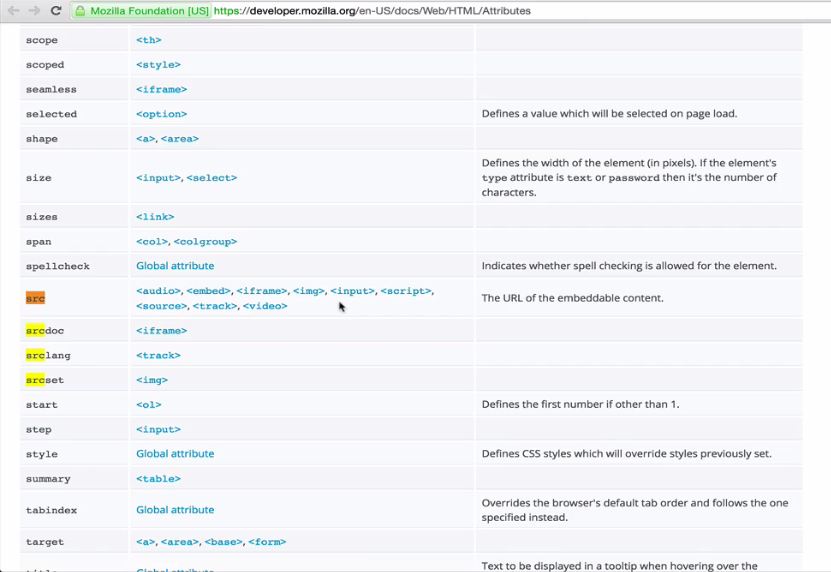 Mozilla Foundation [US] https://developer.mozilla.org/en-US/docs/Web/HTML/Attributes
scope <th>
scoped <style>
seamless <iframe>
selected <option> Defines a value which will be selected on page load.
shape <a>, <area>
size <input>, <select> Defines the width of the element (in pixels). If the element's
type attribute is text or password then it's the number of
characters.
sizes <link>
span <col>, <colgroup>
spellcheck Global attribute Indicates whether spell checking is allowed for the element.
src <audio>, <embed>, <iframe>, <img>, <input>, <script>,
<source>, <track>, <video> The URL of the embeddable content.
srcdoc <iframe>
srclang <track>
srcset <img>
start <ol> Defines the first number if other than 1.
step <input>
style Global attribute Defines CSS styles which will override styles previously set.
summary <table>
tabindex Global attribute Overrides the browser's default tab order and follows the one
specified instead.
target <a>, <area>, <base>, <form>
Global attribute Text to be displayed in a tooltip when hovering over the